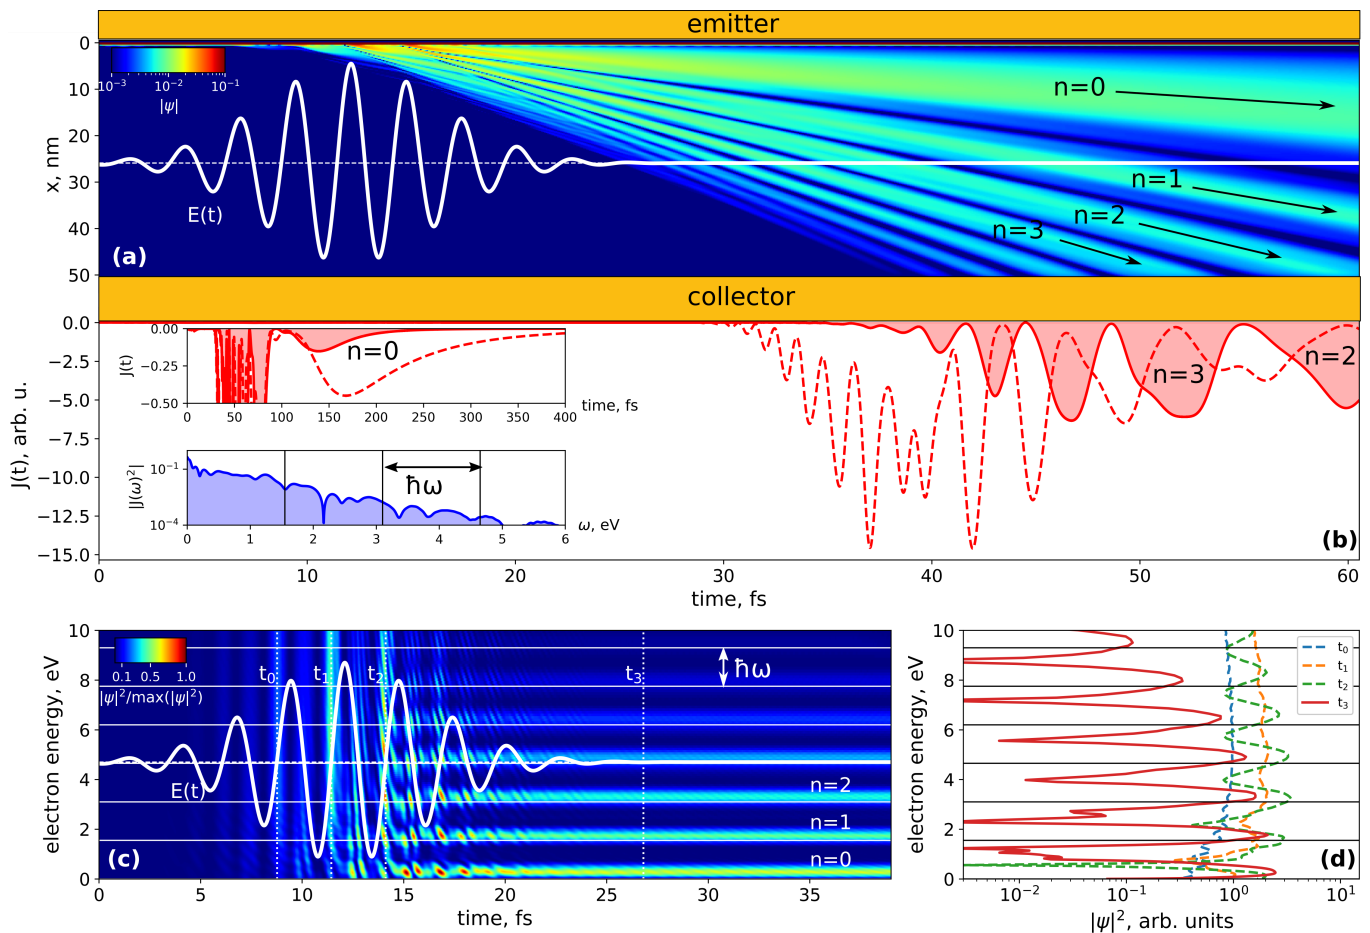 emitter
0
10
20
30
40
50
x, nm
10⁻³ 10⁻² 10⁻¹
|ψ|
E(t)
n=0
n=1
n=2
n=3
(a)
collector
0.0
−2.5
−5.0
−7.5
−10.0
−12.5
−15.0
J(t), arb. u.
0.00
−0.25
−0.50
J(t)
n=0
0 50 100 150 200 250 300 350 400
time, fs
10⁻¹
10⁻⁴
|J(ω)²|
ħω
0 1 2 3 4 5 6
ω, eV
n=3
n=2
(b)
0 10 20 30 40 50 60
time, fs
10
8
6
4
2
0
electron energy, eV
0.1 0.5 1.0
|ψ|²/max(|ψ|²)
t₀ t₁ t₂ t₃
ħω
E(t)
n=2
n=1
n=0
(c)
0 5 10 15 20 25 30 35
time, fs
10
8
6
4
2
0
electron energy, eV
t₀
t₁
t₂
t₃
(d)
10⁻² 10⁻¹ 10⁰ 10¹
|ψ|², arb. units